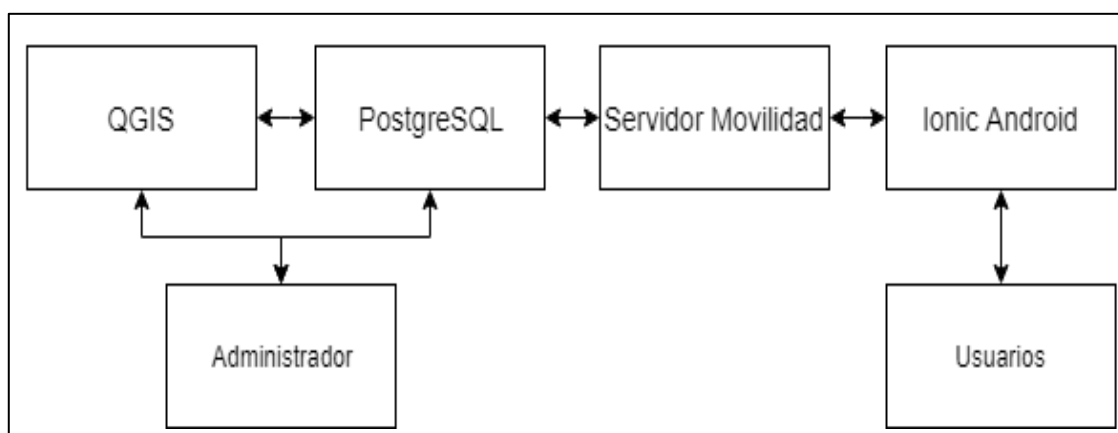 QGIS
PostgreSQL
Servidor Movilidad
Ionic Android
Administrador
Usuarios